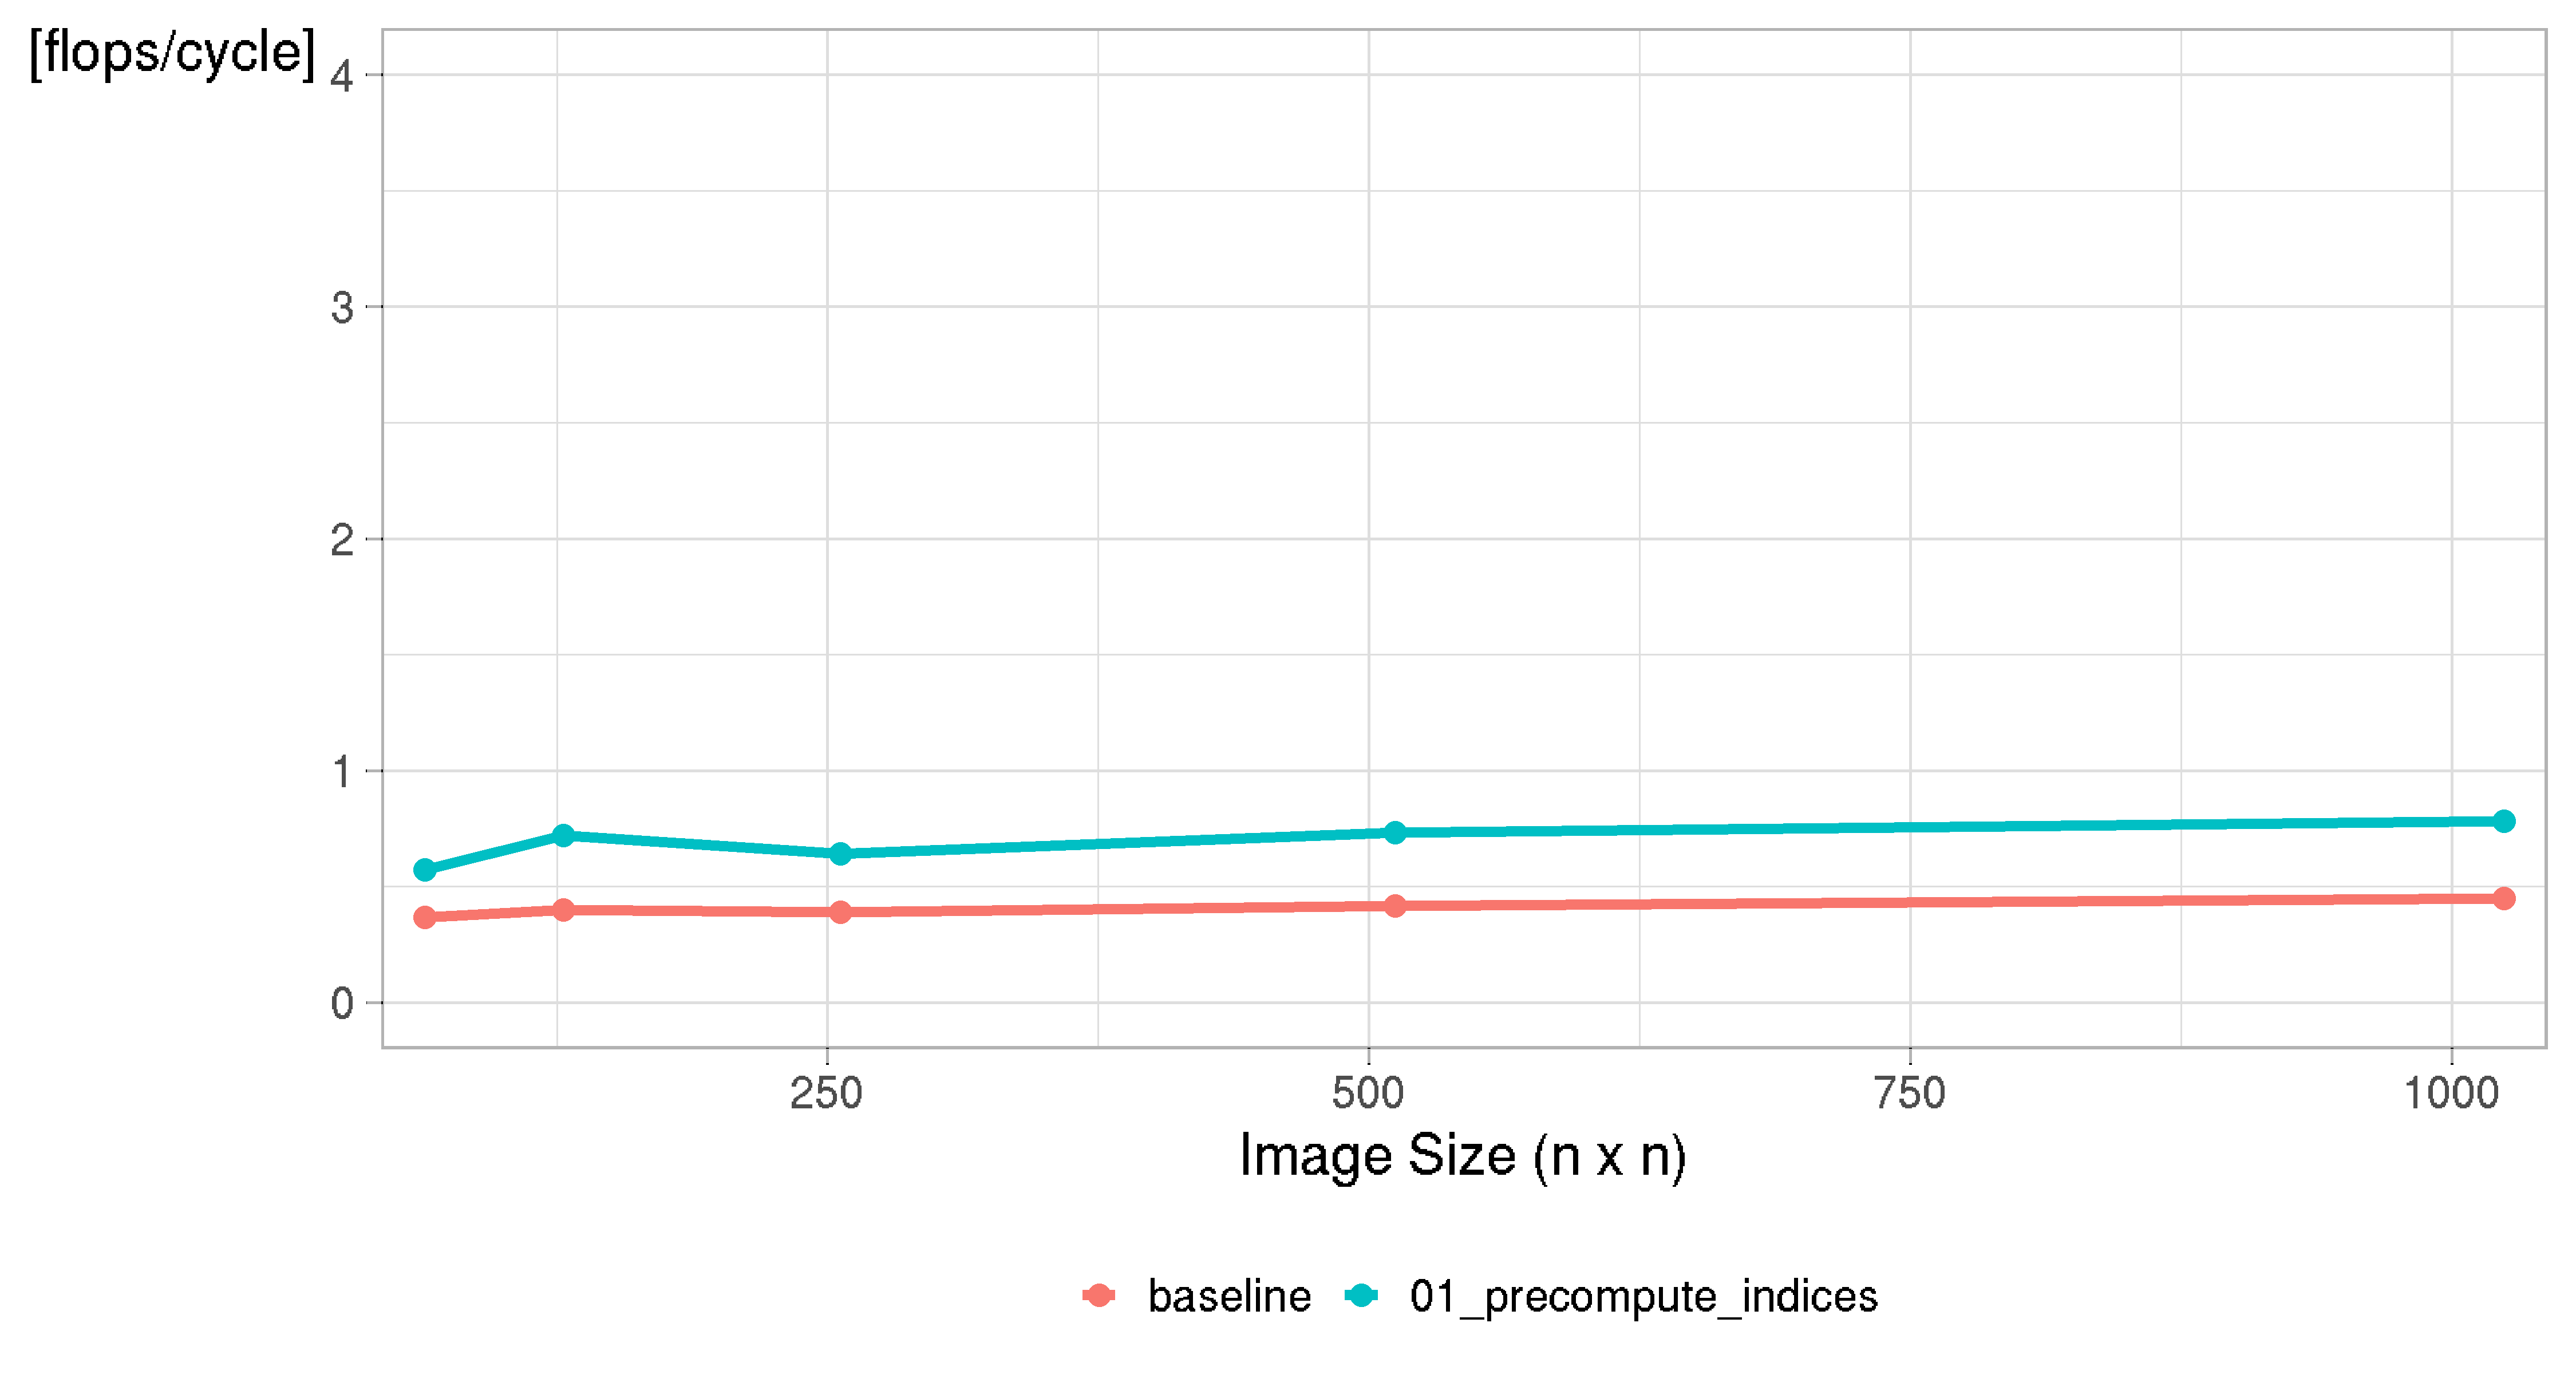 [flops/cycle]
4
3
2
1
0
250 500 750 1000
Image Size (n x n)
baseline 01_precompute_indices